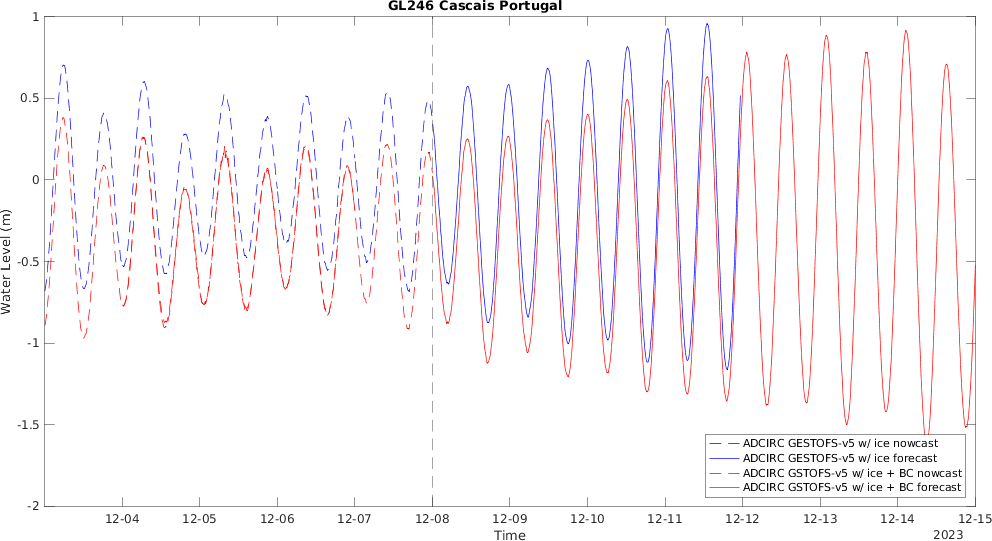 GL246 Cascais Portugal
1
0.5
0
-0.5
-1
-1.5
-2
Water Level (m)
ADCIRC GESTOFS-v5 w/ ice nowcast
ADCIRC GESTOFS-v5 w/ ice forecast
ADCIRC GSTOFS-v5 w/ ice + BC nowcast
ADCIRC GSTOFS-v5 w/ ice + BC forecast
12-04 12-05 12-06 12-07 12-08 12-09 12-10 12-11 12-12 12-13 12-14 12-15
Time
2023